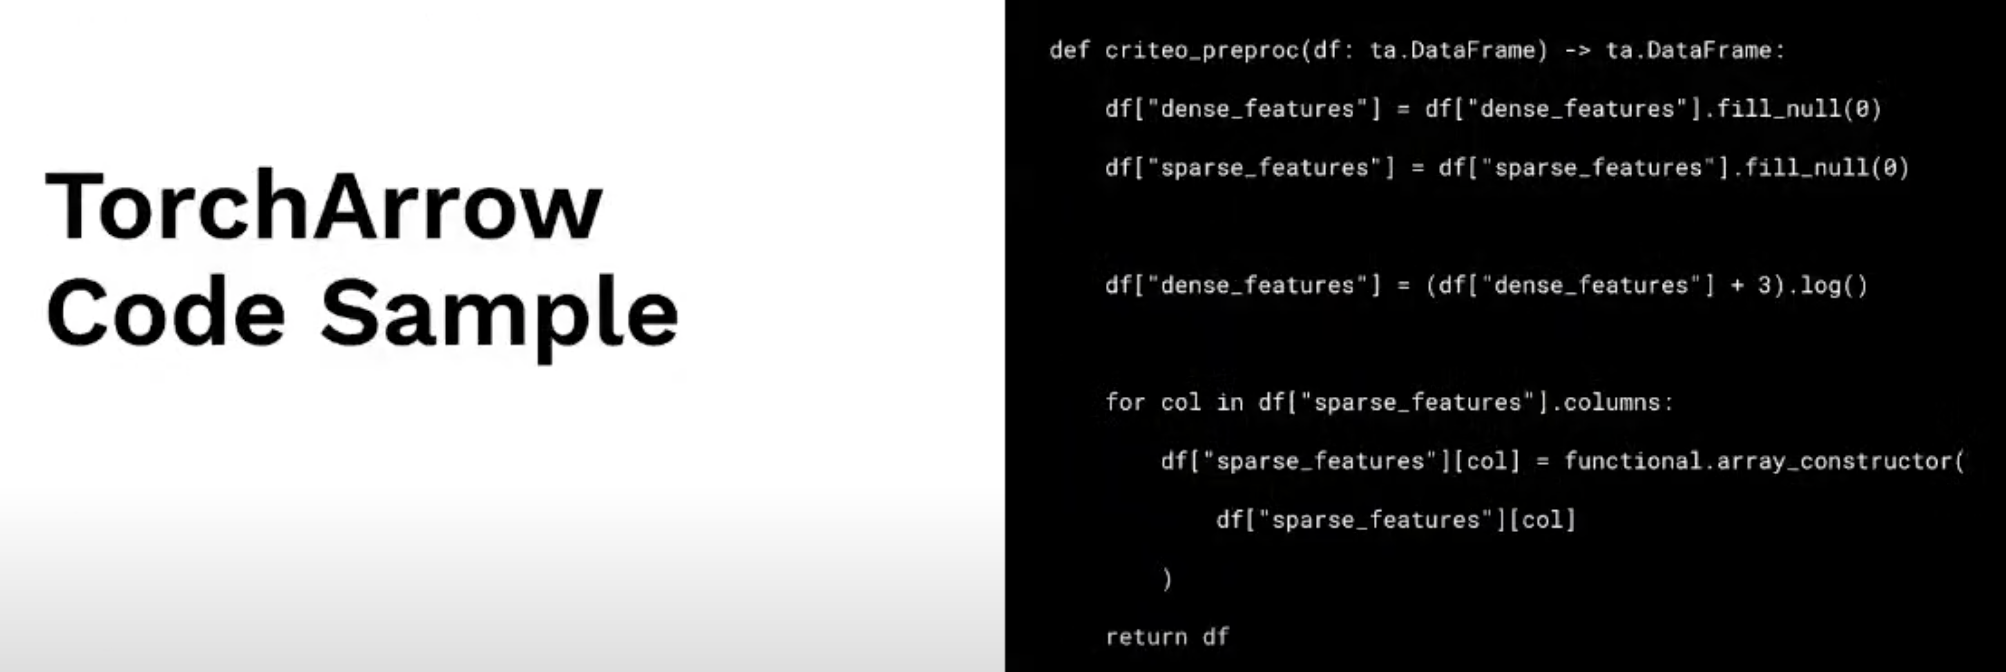 TorchArrow
Code Sample
def criteo_preproc(df: ta.DataFrame) -> ta.DataFrame:
    df["dense_features"] = df["dense_features"].fill_null(0)
    df["sparse_features"] = df["sparse_features"].fill_null(0)
    df["dense_features"] = (df["dense_features"] + 3).log()
    for col in df["sparse_features"].columns:
        df["sparse_features"][col] = functional.array_constructor(
            df["sparse_features"][col]
        )
    return df